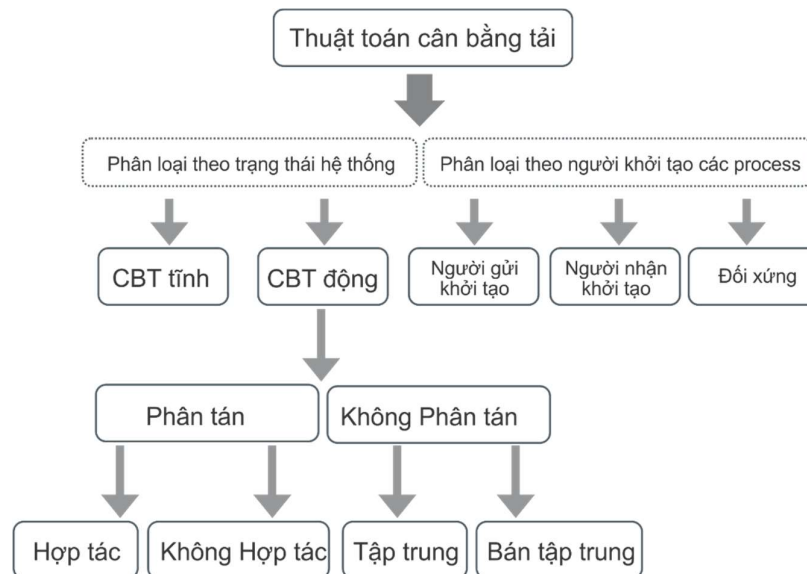 Thuật toán cân bằng tải
Phân loại theo trạng thái hệ thống
Phân loại theo người khởi tạo các process
CBT tĩnh
CBT động
Người gửi
khởi tạo
Người nhận
khởi tạo
Đối xứng
Phân tán
Không Phân tán
Hợp tác
Không Hợp tác
Tập trung
Bán tập trung